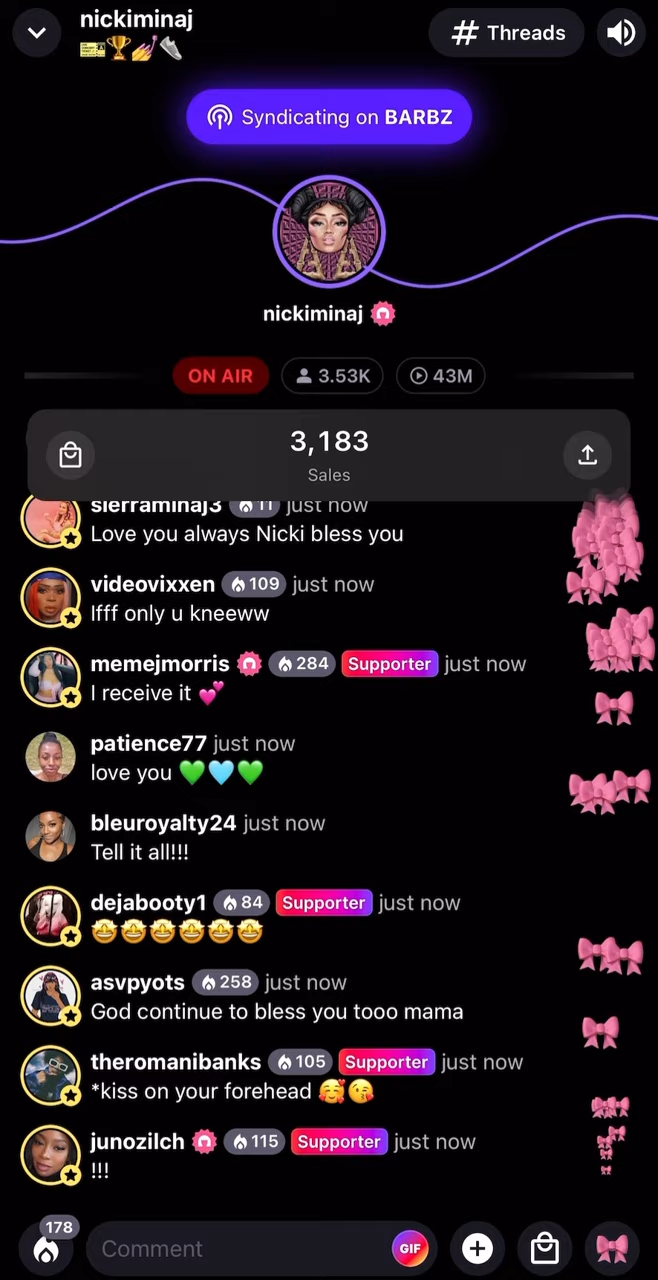 nickiminaj
🎫🏆💅👟
# Threads
Syndicating on BARBZ
nickiminaj
ON AIR
3.53K
43M
3,183
Sales
sierraminaj3 11 just now
Love you always Nicki bless you
videovixxen 109 just now
Ifff only u kneeww
memejmorris 284 Supporter just now
I receive it 💕
patience77 just now
love you 💚🩵💚
bleuroyalty24 just now
Tell it all!!!
dejabooty1 84 Supporter just now
🤩🤩🤩🤩🤩🤩
asvpyots 258 just now
God continue to bless you tooo mama
theromanibanks 105 Supporter just now
*kiss on your forehead 🥰😘
junozilch 115 Supporter just now
!!!
178
Comment
GIF